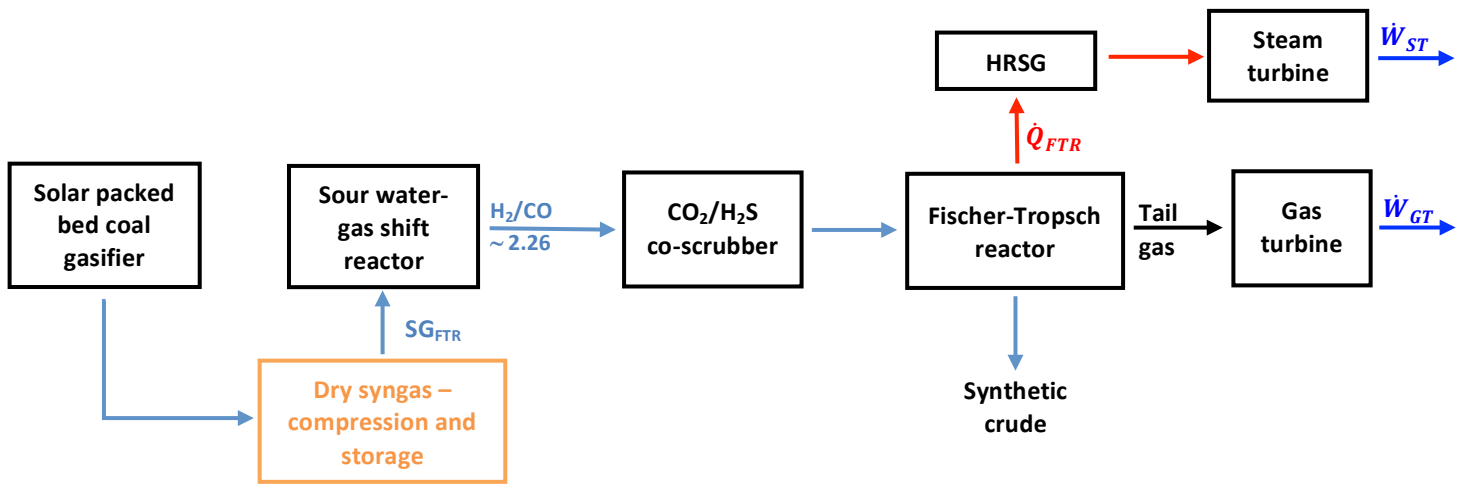 HRSG
Steam
turbine
Ẇ_ST
Q̇_FTR
Solar packed
bed coal
gasifier
Sour water-
gas shift
reactor
H₂/CO
~ 2.26
CO₂/H₂S
co-scrubber
Fischer-Tropsch
reactor
Tail
gas
Gas
turbine
Ẇ_GT
SG_FTR
Dry syngas –
compression and
storage
Synthetic
crude